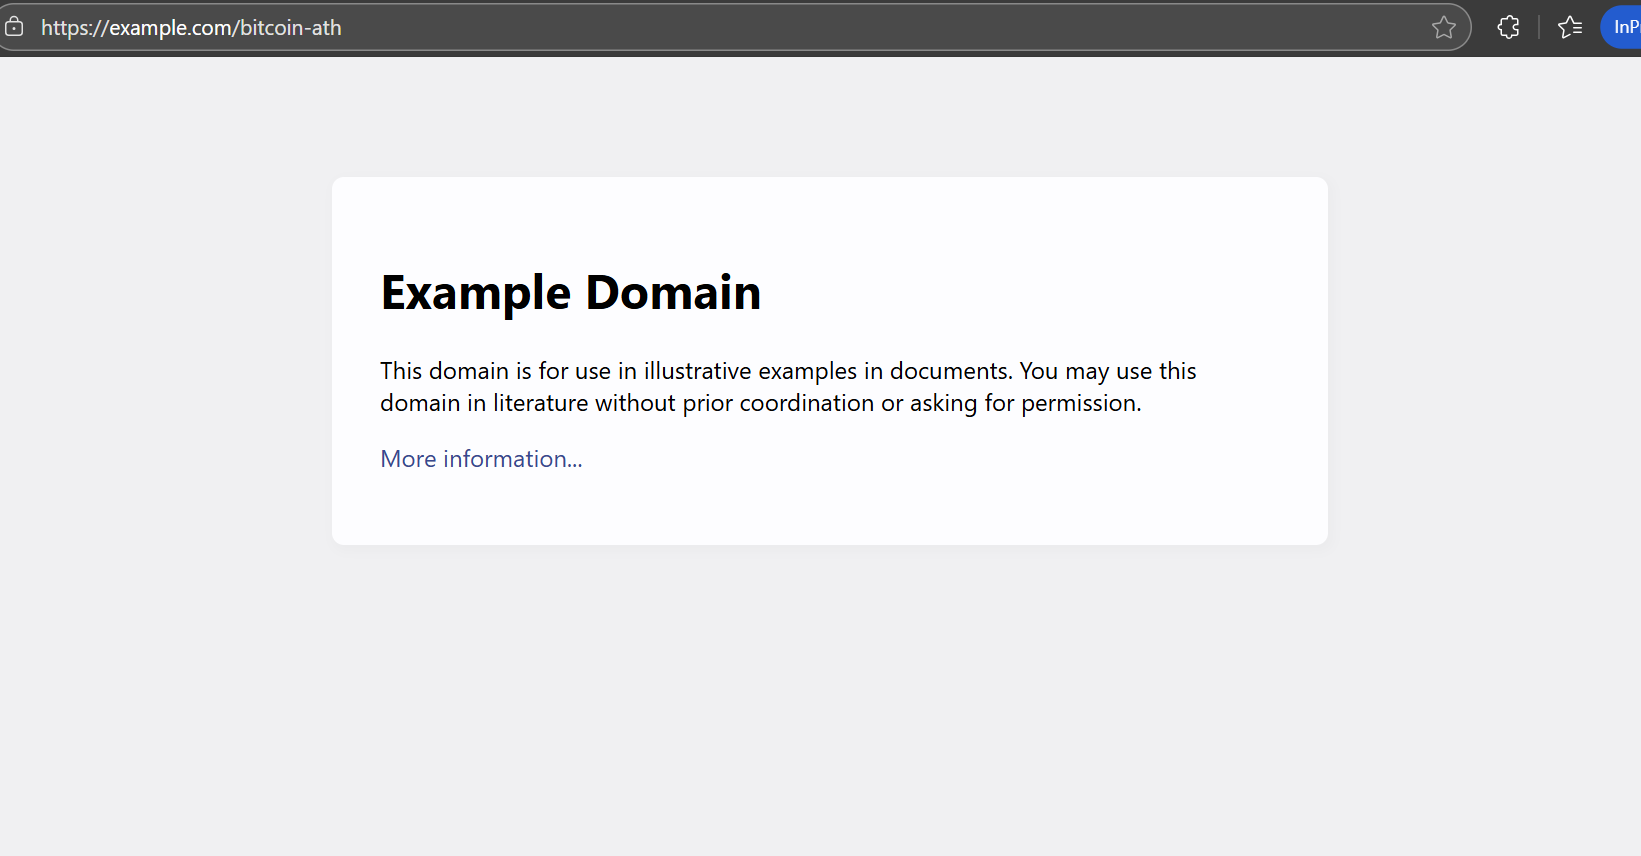 https://example.com/bitcoin-ath
Example Domain
This domain is for use in illustrative examples in documents. You may use this
domain in literature without prior coordination or asking for permission.
More information...